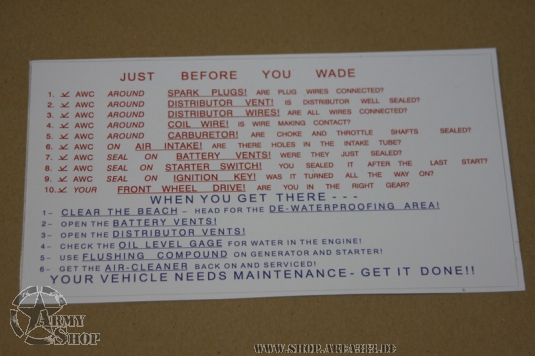 JUST BEFORE YOU WADE
1. ✓ AWC AROUND SPARK PLUGS! ARE PLUG WIRES CONNECTED?
2. ✓ AWC AROUND DISTRIBUTOR VENT! IS DISTRIBUTOR WELL SEALED?
3. ✓ AWC AROUND DISTRIBUTOR WIRES! ARE ALL WIRES CONNECTED?
4. ✓ AWC AROUND COIL WIRE! IS WIRE MAKING CONTACT?
5. ✓ AWC AROUND CARBURETOR! ARE CHOKE AND THROTTLE SHAFTS SEALED?
6. ✓ AWC ON AIR INTAKE! ARE THERE HOLES IN THE INTAKE TUBE?
7. ✓ AWC SEAL ON BATTERY VENTS! WERE THEY JUST SEALED?
8. ✓ AWC SEAL ON STARTER SWITCH! YOU SEALED IT AFTER THE LAST START?
9. ✓ AWC SEAL ON IGNITION KEY! WAS IT TURNED ALL THE WAY ON?
10. ✓ YOUR FRONT WHEEL DRIVE! ARE YOU IN THE RIGHT GEAR?
WHEN YOU GET THERE - - -
1- CLEAR THE BEACH - HEAD FOR THE DE-WATERPROOFING AREA!
2- OPEN THE BATTERY VENTS!
3- OPEN THE DISTRIBUTOR VENTS!
4- CHECK THE OIL LEVEL GAGE FOR WATER IN THE ENGINE!
5- USE FLUSHING COMPOUND ON GENERATOR AND STARTER!
6- GET THE AIR-CLEANER BACK ON AND SERVICED!
YOUR VEHICLE NEEDS MAINTENANCE - GET IT DONE!!
ARMY
SHOP